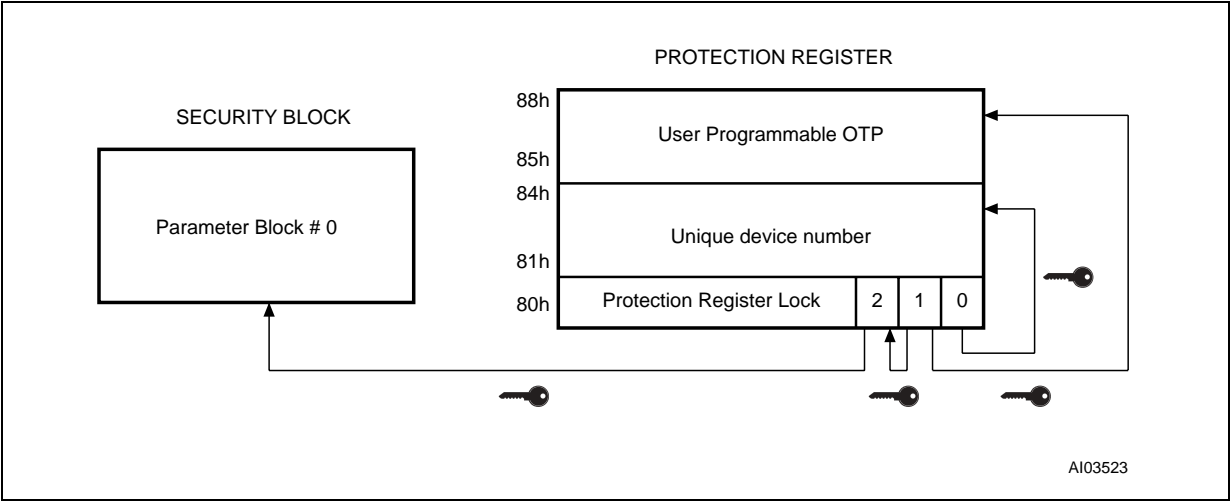 PROTECTION REGISTER
SECURITY BLOCK
88h
User Programmable OTP
85h
84h
Parameter Block # 0
Unique device number
81h
80h
Protection Register Lock 2 1 0
AI03523